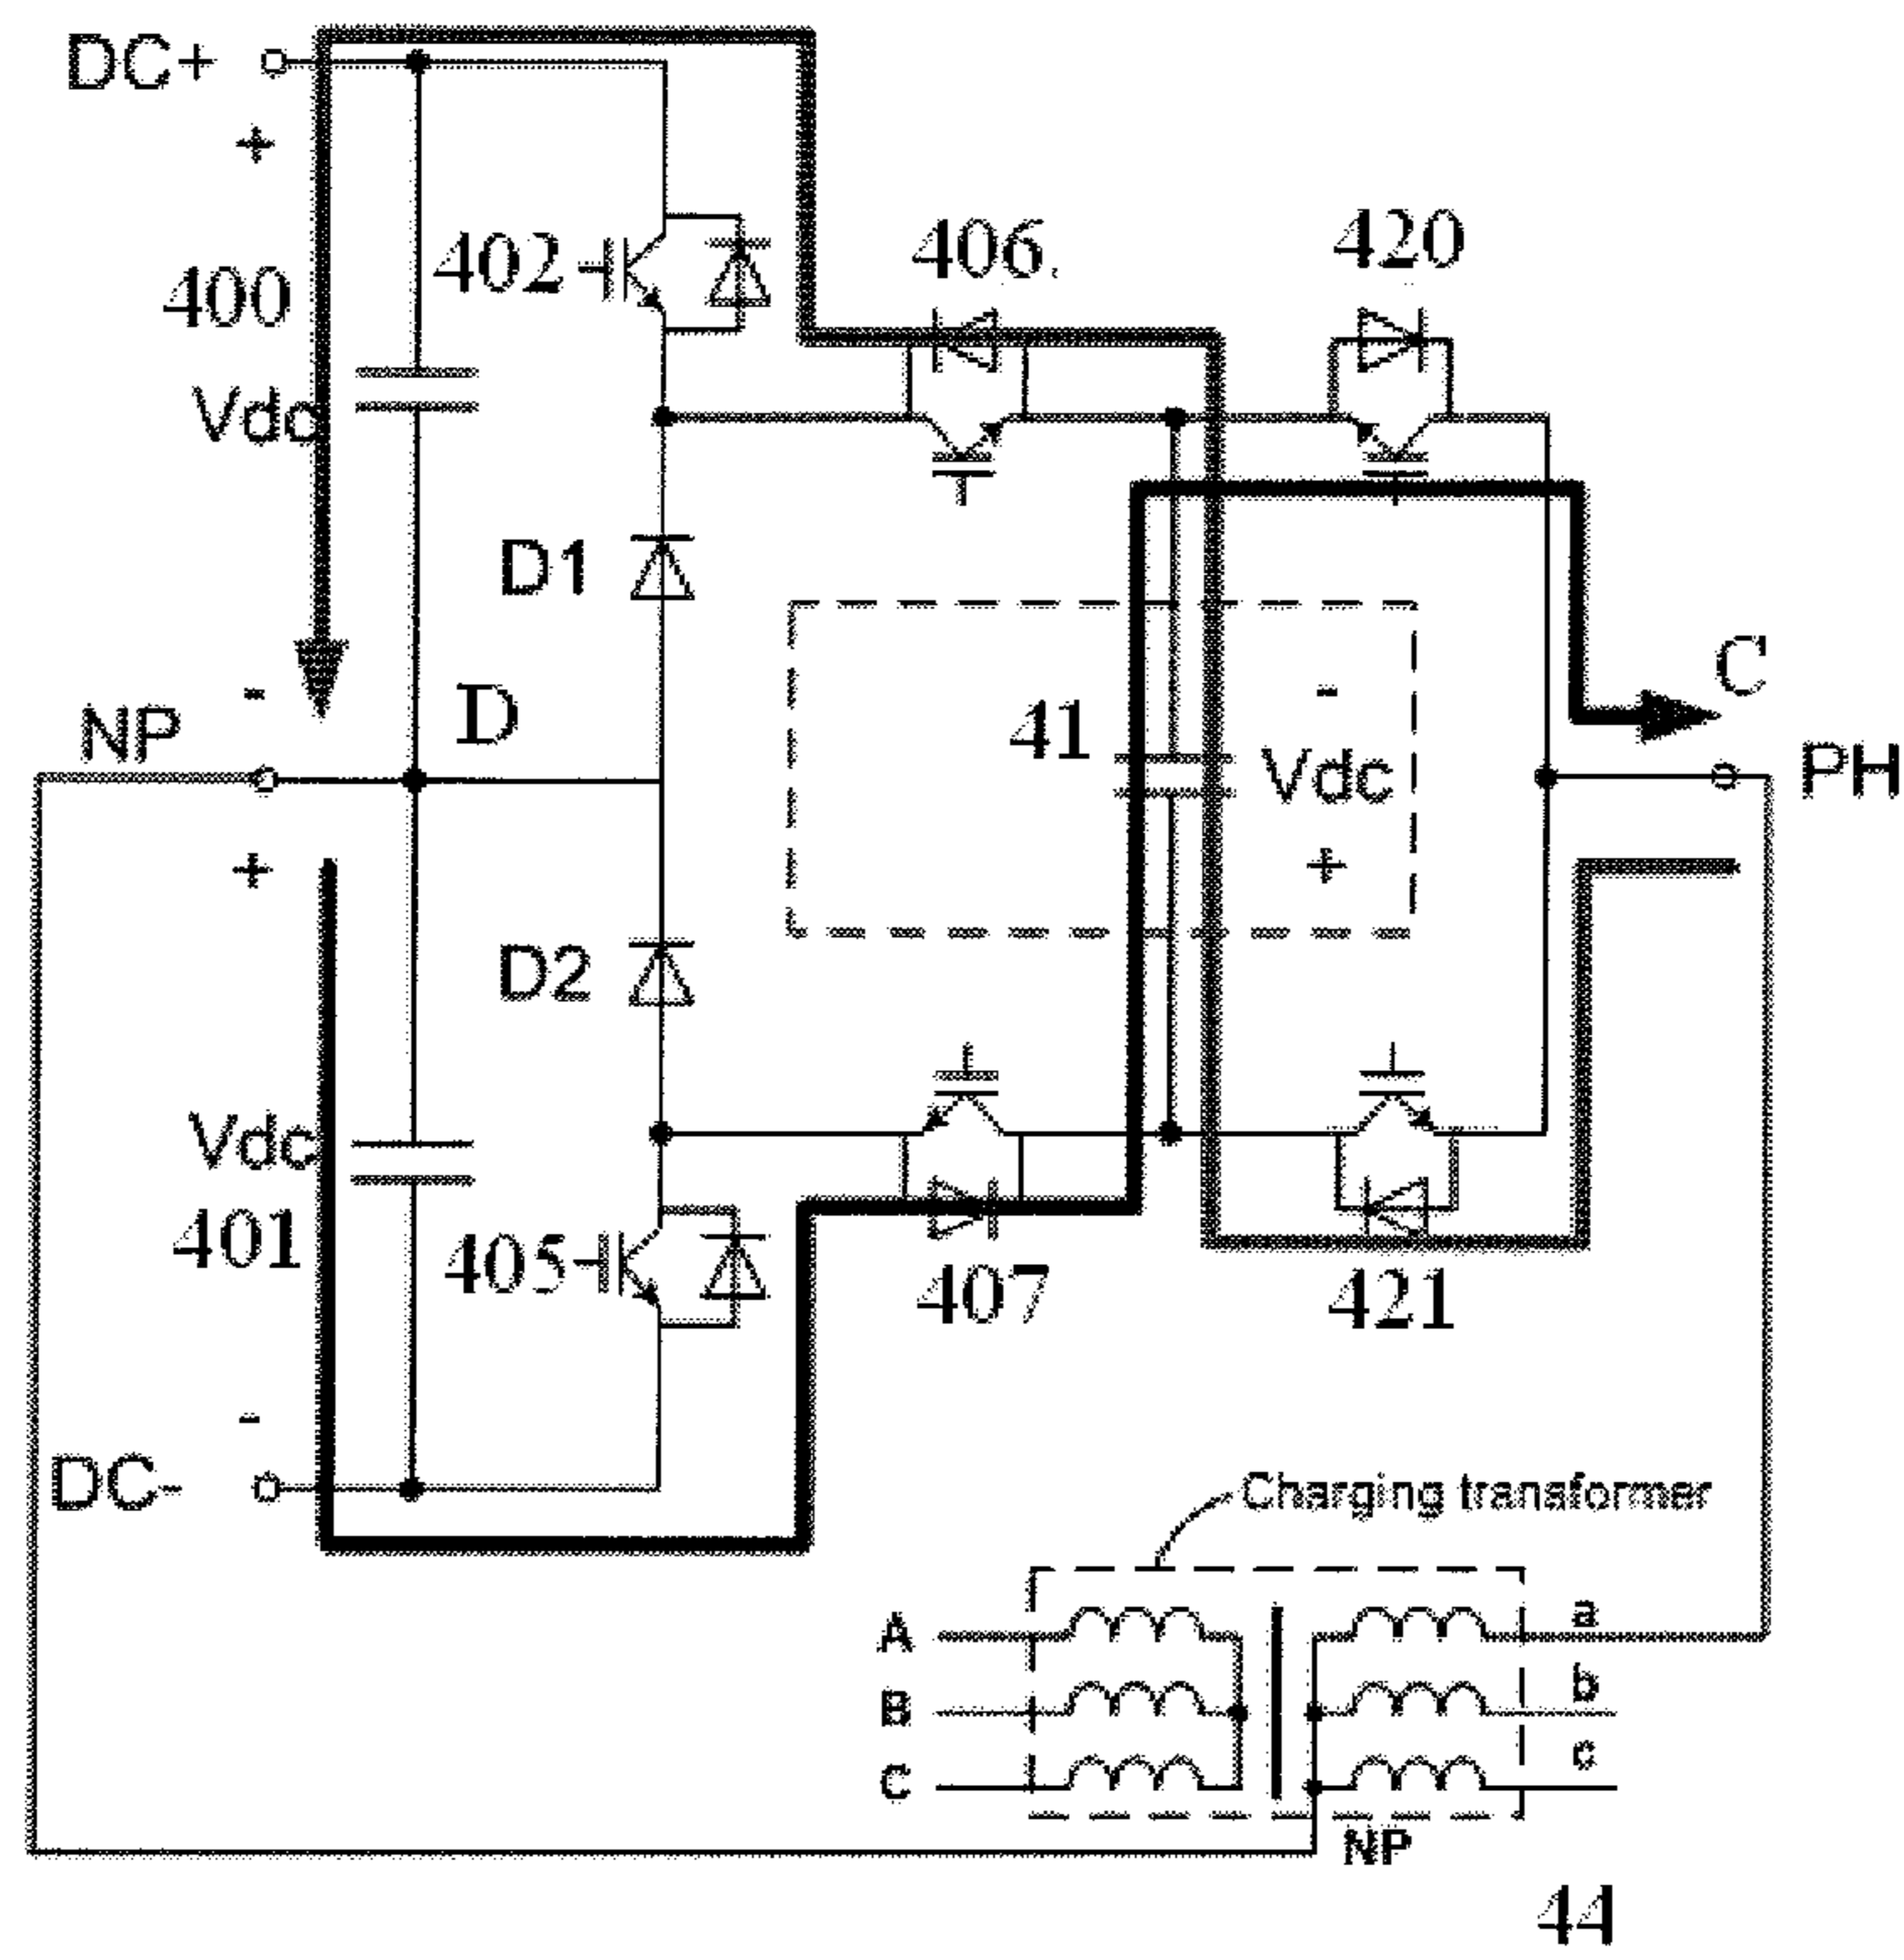 DC+
+
402
406.
420
400
Vdc
D1
C
-
D
41
-
NP
Vdc
PH
+
+
D2
Vdc
401
405
407
421
-
DC-
Charging transformer
A
a
B
b
C
c
NP
44